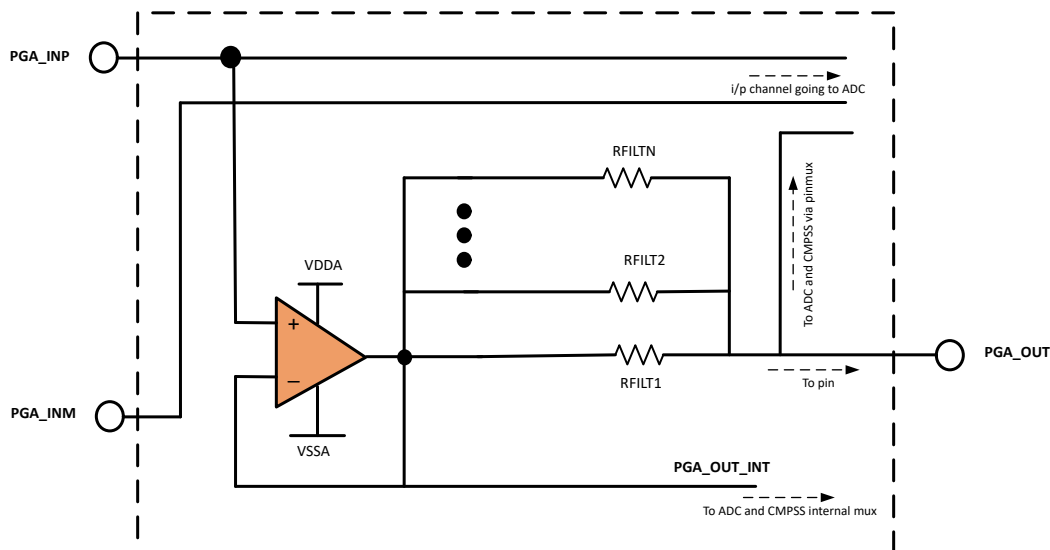 PGA_INP
i/p channel going to ADC
RFILTN
To ADC and CMPSS via pinmux
RFILT2
VDDA
+
PGA_OUT
RFILT1
−
To pin
PGA_INM
VSSA
PGA_OUT_INT
To ADC and CMPSS internal mux